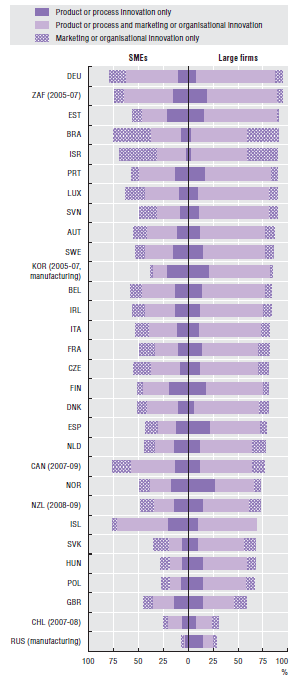 Product or process innovation only
Product or process and marketing or organisational innovation
Marketing or organisational innovation only
SMEs Large firms
DEU
ZAF (2005-07)
EST
BRA
ISR
PRT
LUX
SVN
AUT
SWE
KOR (2005-07,
manufacturing)
BEL
IRL
ITA
FRA
CZE
FIN
DNK
ESP
NLD
CAN (2007-09)
NOR
NZL (2008-09)
ISL
SVK
HUN
POL
GBR
CHL (2007-08)
RUS (manufacturing)
100 75 50 25 0 25 50 75 100
%